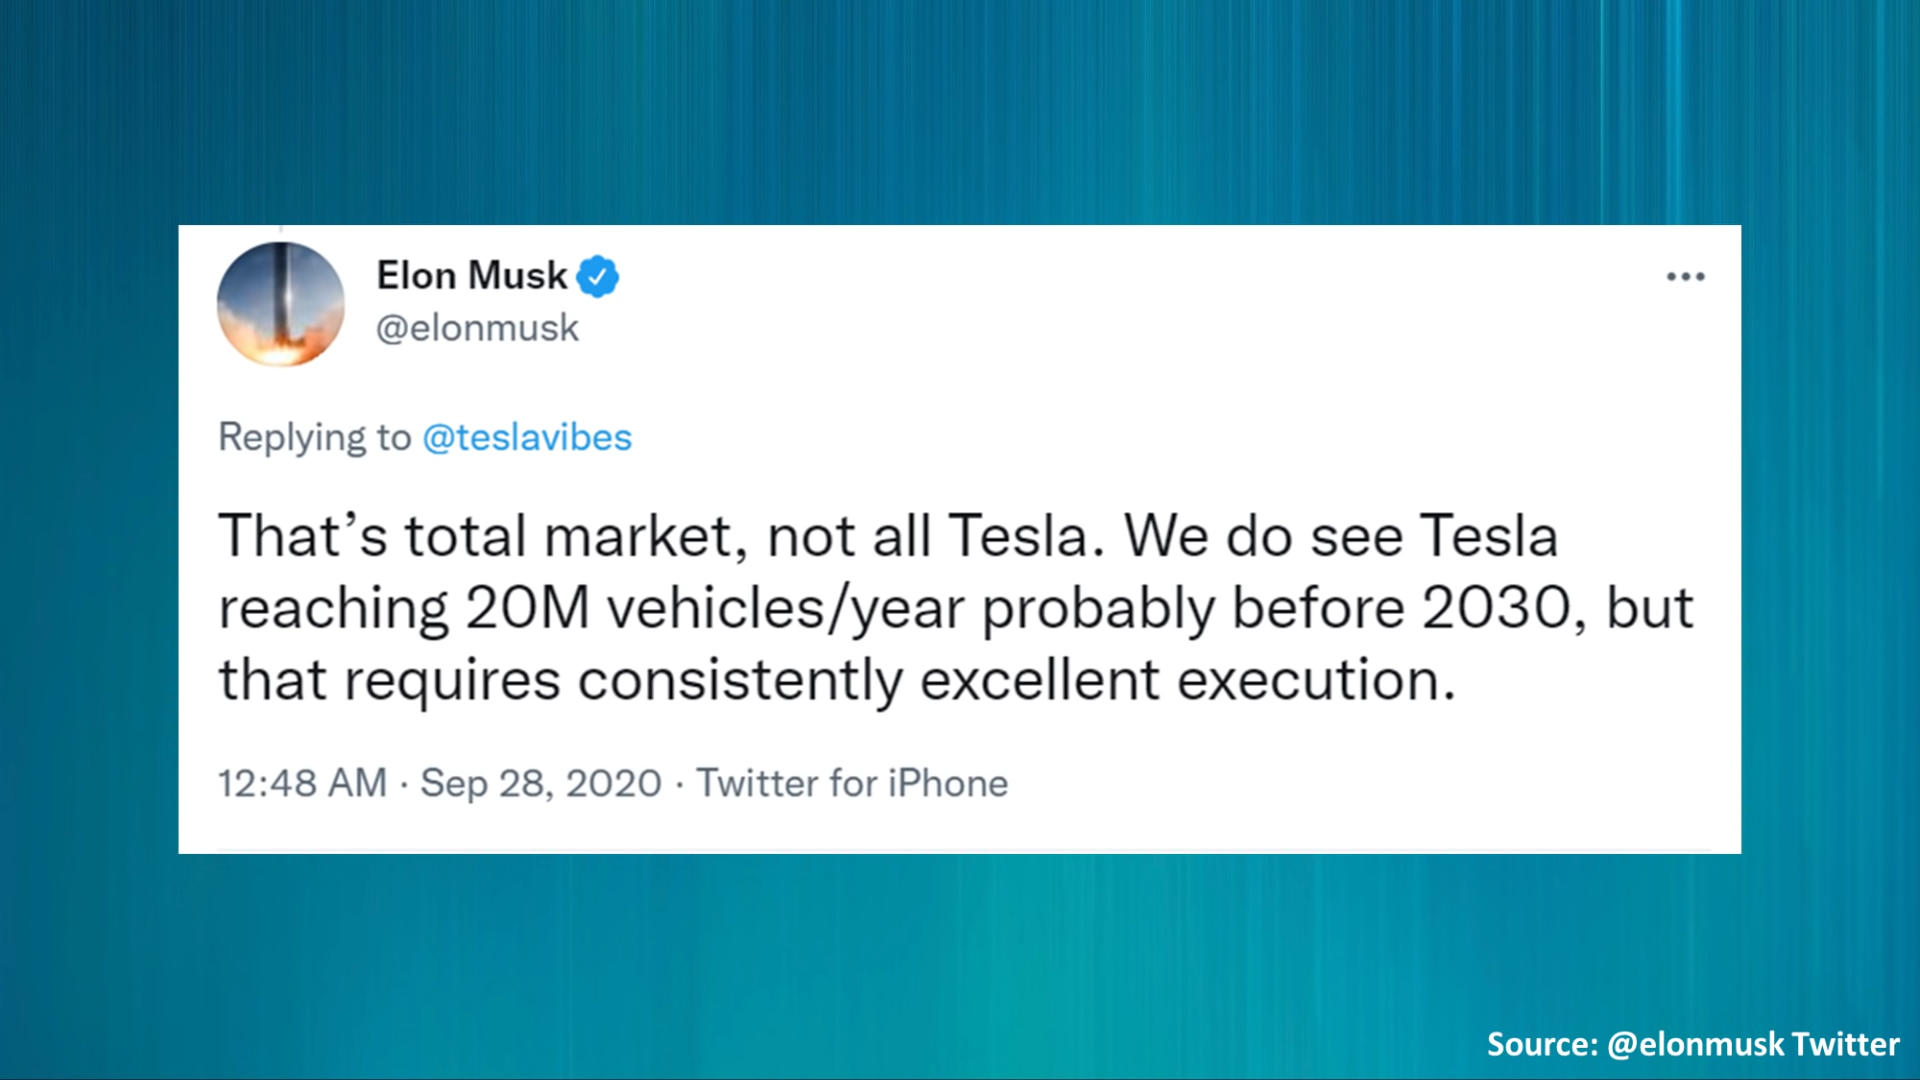 Elon Musk
@elonmusk
Replying to @teslavibes
That’s total market, not all Tesla. We do see Tesla
reaching 20M vehicles/year probably before 2030, but
that requires consistently excellent execution.
12:48 AM · Sep 28, 2020 · Twitter for iPhone
Source: @elonmusk Twitter